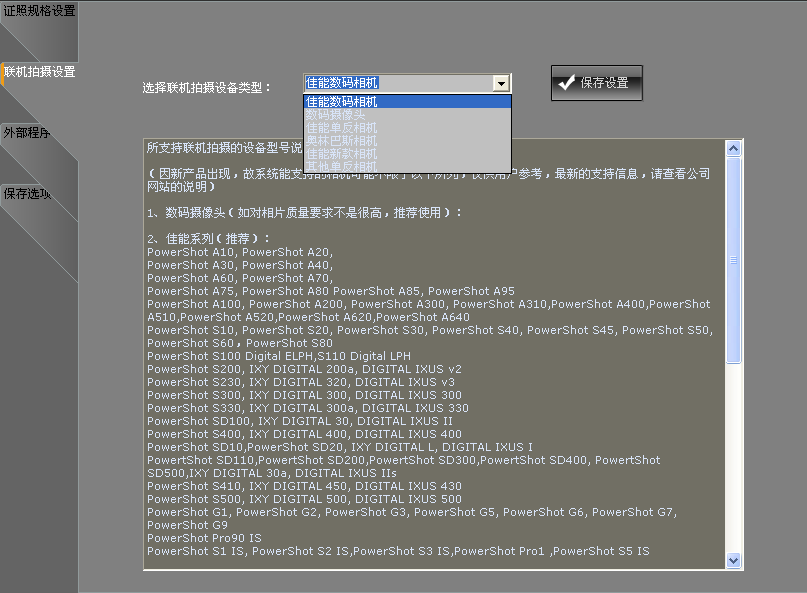 证照规格设置
联机拍摄设置
外部程序
保存选项
选择联机拍摄设备类型：
佳能数码相机
保存设置
佳能数码相机
数码摄像头
佳能单反相机
奥林巴斯相机
佳能新款相机
其他单反相机
所支持联机拍摄的设备型号说
（因新产品出现，故系统能支持的相机可能不限于以下所列，仅供用户参考，最新的支持信息，请查看公司
网站的说明）
1、数码摄像头（如对相片质量要求不是很高，推荐使用）：
2、佳能系列（推荐）：
PowerShot A10, PowerShot A20,
PowerShot A30, PowerShot A40,
PowerShot A60, PowerShot A70,
PowerShot A75, PowerShot A80 PowerShot A85, PowerShot A95
PowerShot A100, PowerShot A200, PowerShot A300, PowerShot A310,PowerShot A400,PowerShot
A510,PowerShot A520,PowerShot A620,PowerShot A640
PowerShot S10, PowerShot S20, PowerShot S30, PowerShot S40, PowerShot S45, PowerShot S50,
PowerShot S60，PowerShot S80
PowerShot S100 Digital ELPH,S110 Digital LPH
PowerShot S200, IXY DIGITAL 200a, DIGITAL IXUS v2
PowerShot S230, IXY DIGITAL 320, DIGITAL IXUS v3
PowerShot S300, IXY DIGITAL 300, DIGITAL IXUS 300
PowerShot S330, IXY DIGITAL 300a, DIGITAL IXUS 330
PowerShot SD100, IXY DIGITAL 30, DIGITAL IXUS II
PowerShot S400, IXY DIGITAL 400, DIGITAL IXUS 400
PowerShot SD10,PowerShot SD20, IXY DIGITAL L, DIGITAL IXUS I
PowertShot SD110,PowertShot SD200,PowertShot SD300,PowertShot SD400, PowertShot
SD500,IXY DIGITAL 30a, DIGITAL IXUS IIs
PowerShot S410, IXY DIGITAL 450, DIGITAL IXUS 430
PowerShot S500, IXY DIGITAL 500, DIGITAL IXUS 500
PowerShot G1, PowerShot G2, PowerShot G3, PowerShot G5, PowerShot G6, PowerShot G7,
PowerShot G9
PowerShot Pro90 IS
PowerShot S1 IS, PowerShot S2 IS,PowerShot S3 IS,PowerShot Pro1 ,PowerShot S5 IS